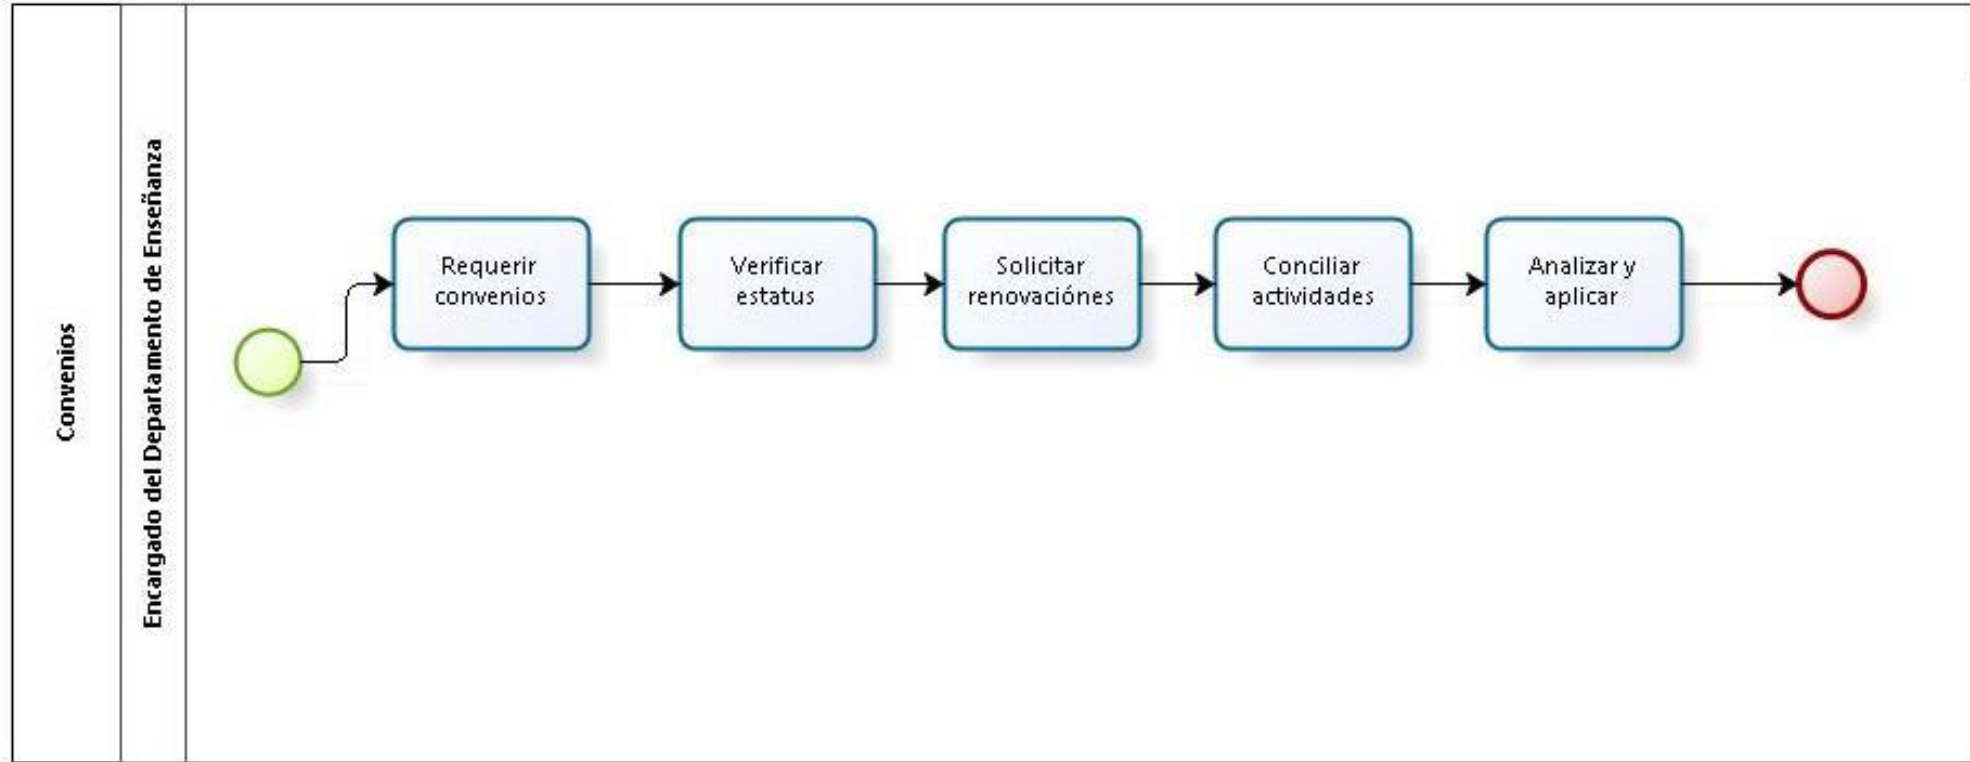 Convenios
Encargado del Departamento de Enseñanza
Requerir
convenios
Verificar
estatus
Solicitar
renovaciónes
Conciliar
actividades
Analizar y
aplicar